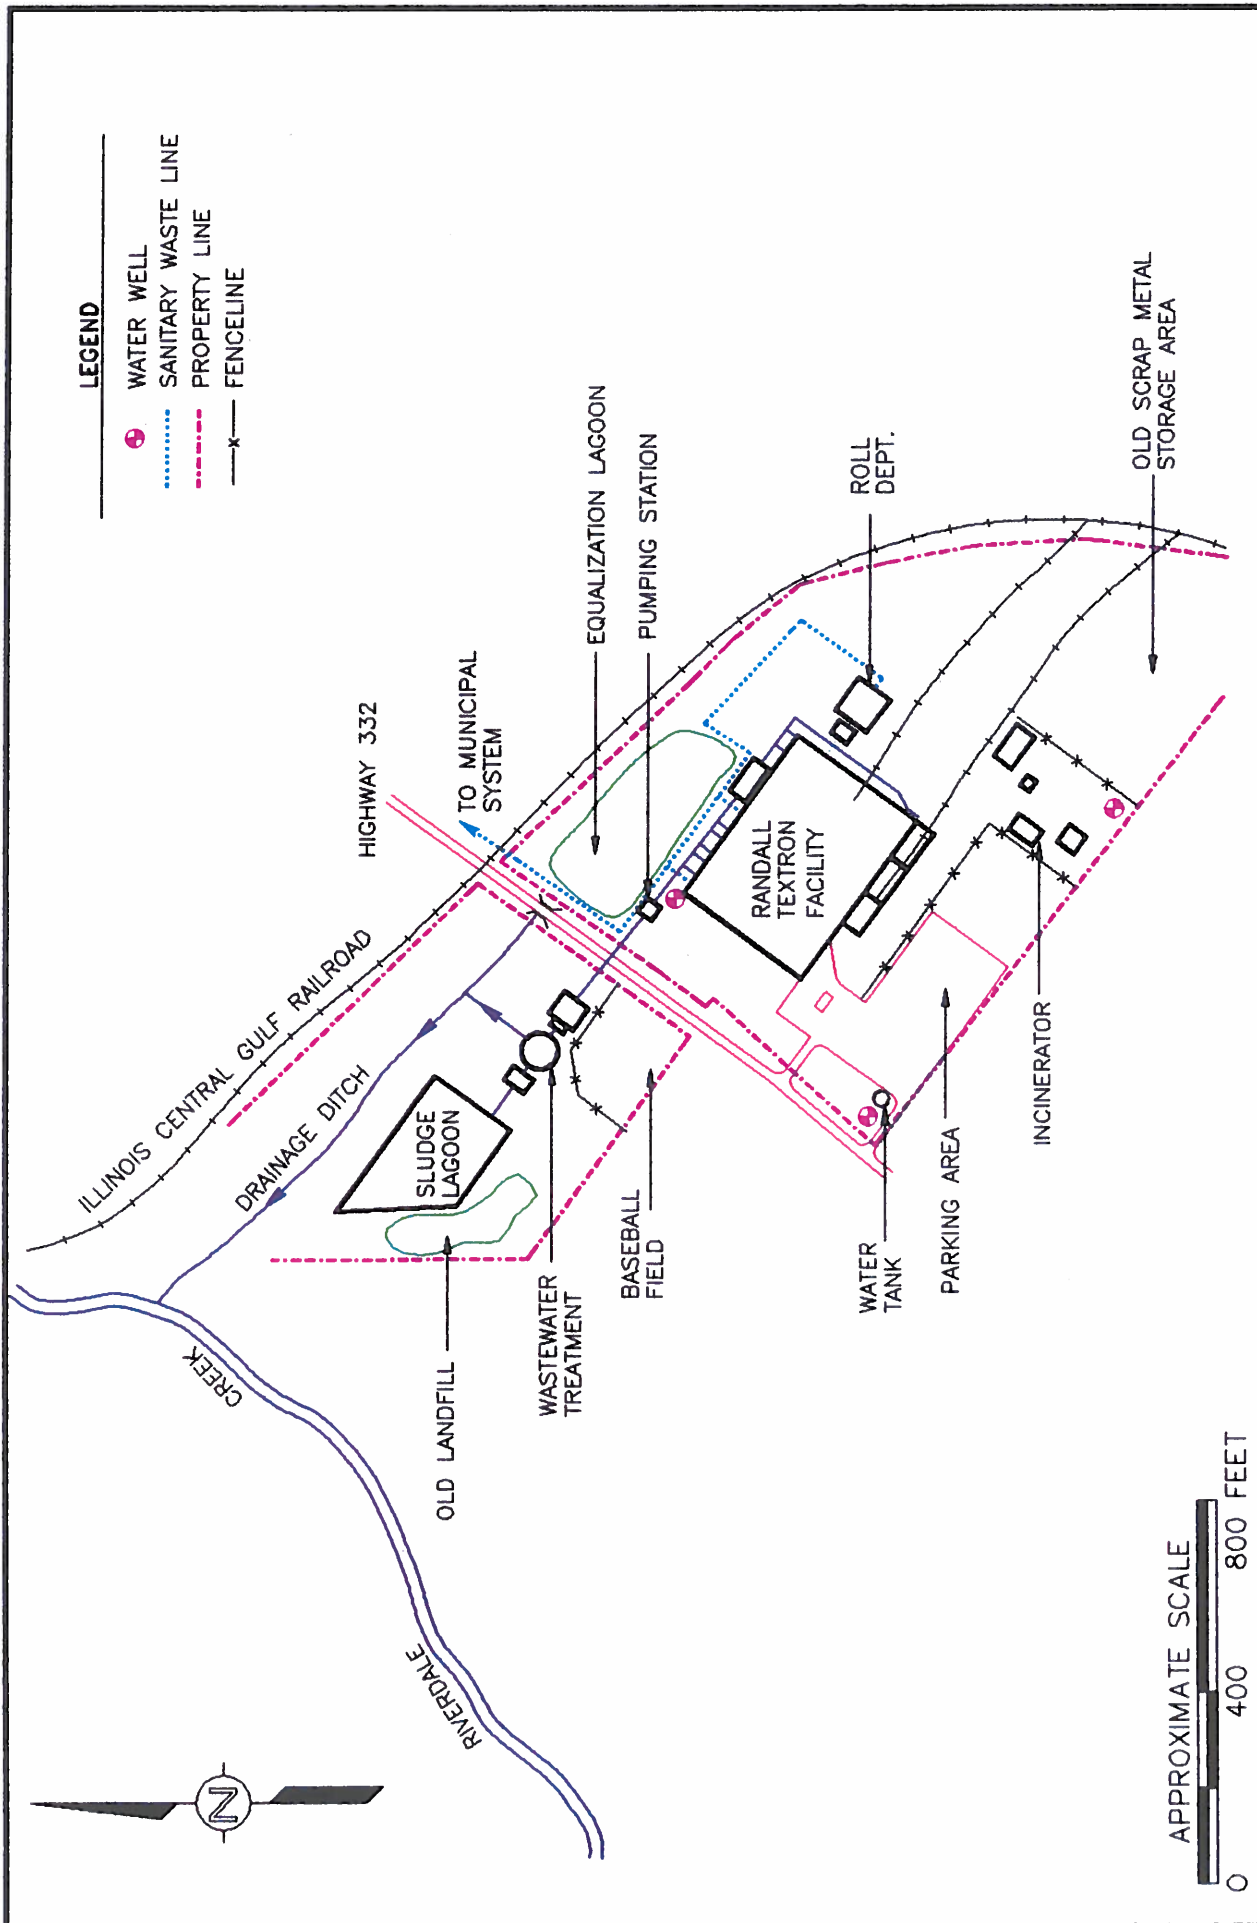 LEGEND
WATER WELL
SANITARY WASTE LINE
PROPERTY LINE
x FENCELINE
HIGHWAY 332
TO MUNICIPAL
SYSTEM
EQUALIZATION LAGOON
PUMPING STATION
ROLL
DEPT.
OLD SCRAP METAL
STORAGE AREA
ILLINOIS CENTRAL GULF RAILROAD
DRAINAGE DITCH
SLUDGE
LAGOON
RANDALL
TEXTRON
FACILITY
CREEK
RIVERDALE
OLD LANDFILL
WASTEWATER
TREATMENT
BASEBALL
FIELD
WATER
TANK
PARKING AREA
INCINERATOR
N
APPROXIMATE SCALE
0 400 800 FEET